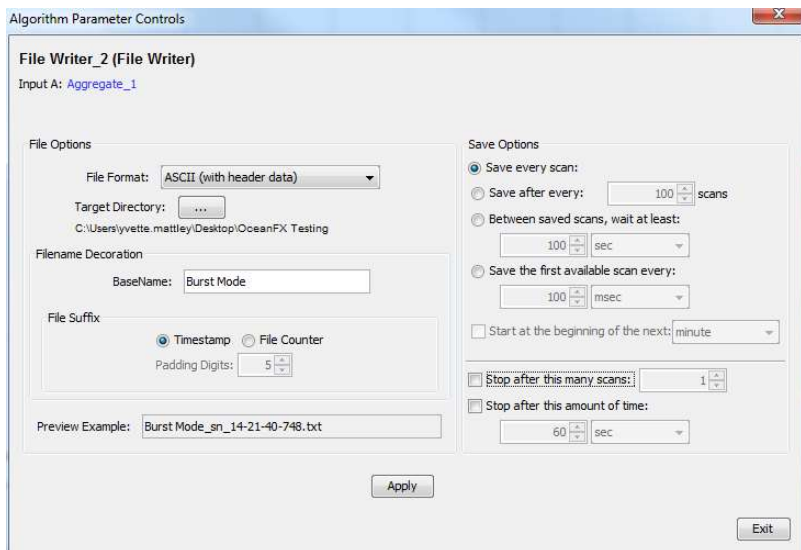 Algorithm Parameter Controls
X
File Writer_2 (File Writer)
Input A: Aggregate_1
File Options
File Format: ASCII (with header data)
Target Directory: ...
C:\Users\yvette.mattley\Desktop\OceanFX Testing
Filename Decoration
BaseName: Burst Mode
File Suffix
Timestamp File Counter
Padding Digits: 5
Preview Example: Burst Mode_sn_14-21-40-748.txt
Save Options
Save every scan:
Save after every: 100 scans
Between saved scans, wait at least:
100 sec
Save the first available scan every:
100 msec
Start at the beginning of the next: minute
Stop after this many scans: 1
Stop after this amount of time:
60 sec
Apply
Exit